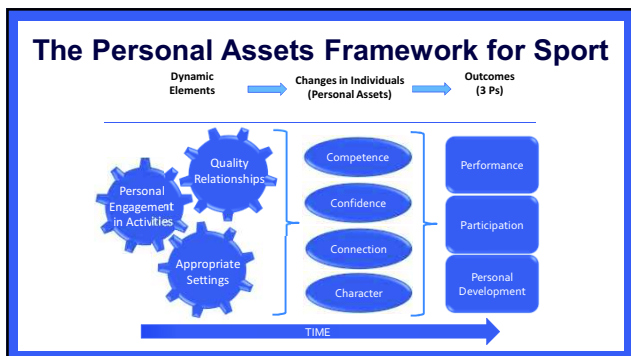 The Personal Assets Framework for Sport
Dynamic
Elements
Changes in Individuals
(Personal Assets)
Outcomes
(3 Ps)
Quality
Relationships
Personal
Engagement
in Activities
Appropriate
Settings
Competence
Confidence
Connection
Character
Performance
Participation
Personal
Development
TIME